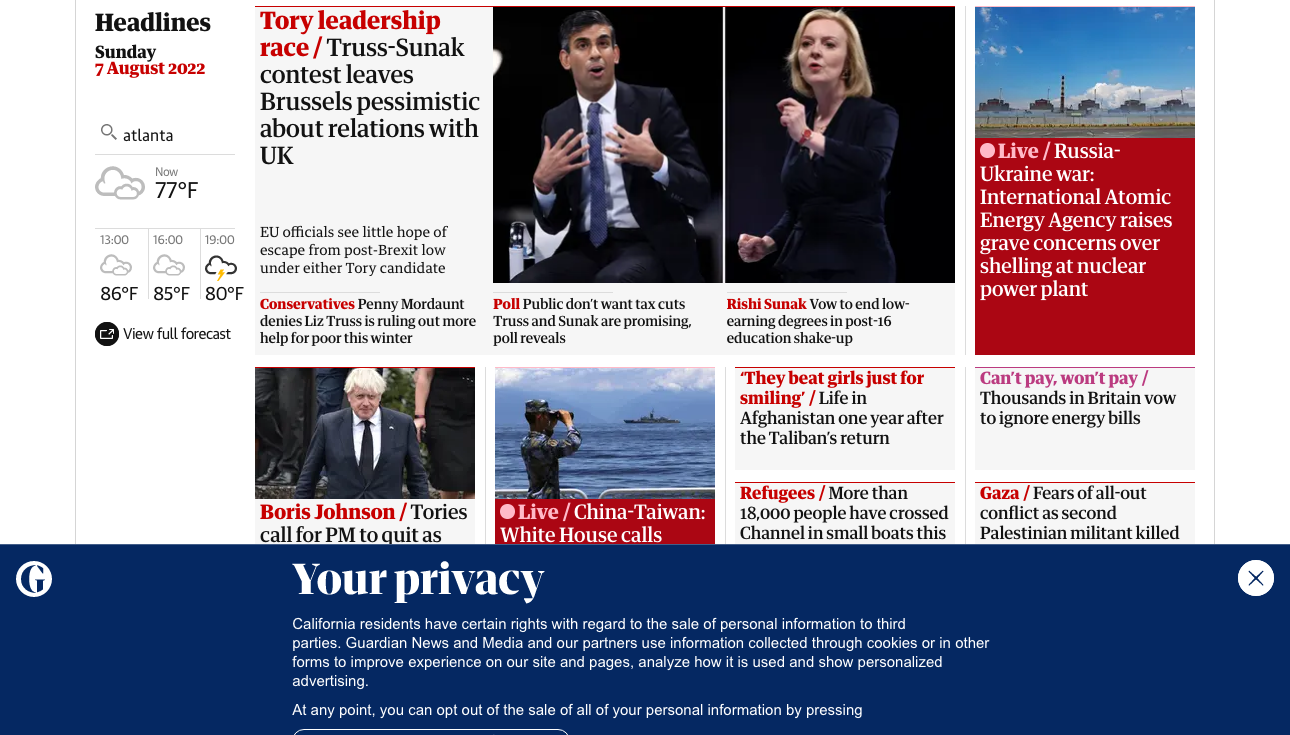 Headlines
Sunday
7 August 2022
atlanta
Now
77°F
13:00
16:00
19:00
86°F
85°F
80°F
View full forecast
Tory leadership
race / Truss-Sunak
contest leaves
Brussels pessimistic
about relations with
UK
EU officials see little hope of
escape from post-Brexit low
under either Tory candidate
Conservatives Penny Mordaunt
denies Liz Truss is ruling out more
help for poor this winter
Poll Public don’t want tax cuts
Truss and Sunak are promising,
poll reveals
Rishi Sunak Vow to end low-
earning degrees in post-16
education shake-up
Live / Russia-
Ukraine war:
International Atomic
Energy Agency raises
grave concerns over
shelling at nuclear
power plant
Boris Johnson / Tories
call for PM to quit as
Live / China-Taiwan:
White House calls
‘They beat girls just for
smiling’ / Life in
Afghanistan one year after
the Taliban’s return
Can’t pay, won’t pay /
Thousands in Britain vow
to ignore energy bills
Refugees / More than
18,000 people have crossed
Channel in small boats this
Gaza / Fears of all-out
conflict as second
Palestinian militant killed
Your privacy
California residents have certain rights with regard to the sale of personal information to third
parties. Guardian News and Media and our partners use information collected through cookies or in other
forms to improve experience on our site and pages, analyze how it is used and show personalized
advertising.
At any point, you can opt out of the sale of all of your personal information by pressing